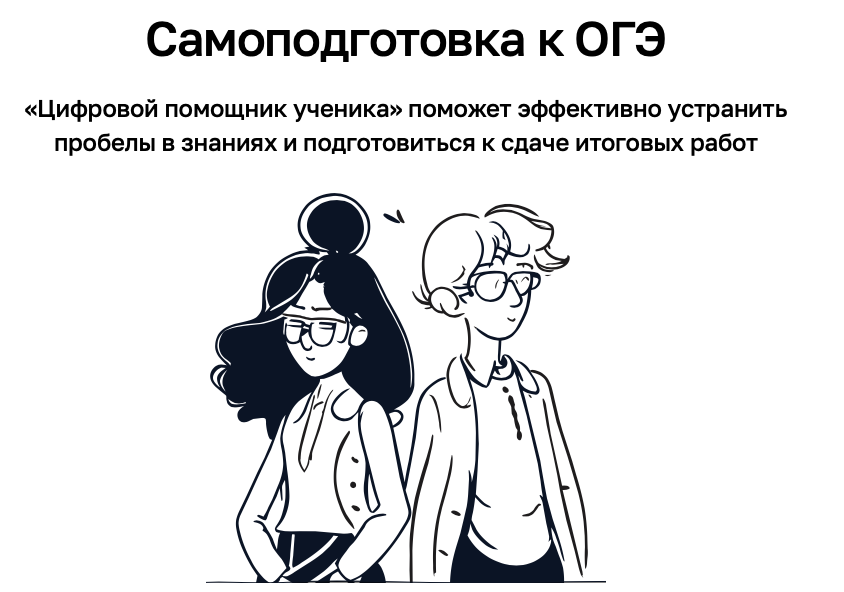 Самоподготовка к ОГЭ
«Цифровой помощник ученика» поможет эффективно устранить
пробелы в знаниях и подготовиться к сдаче итоговых работ